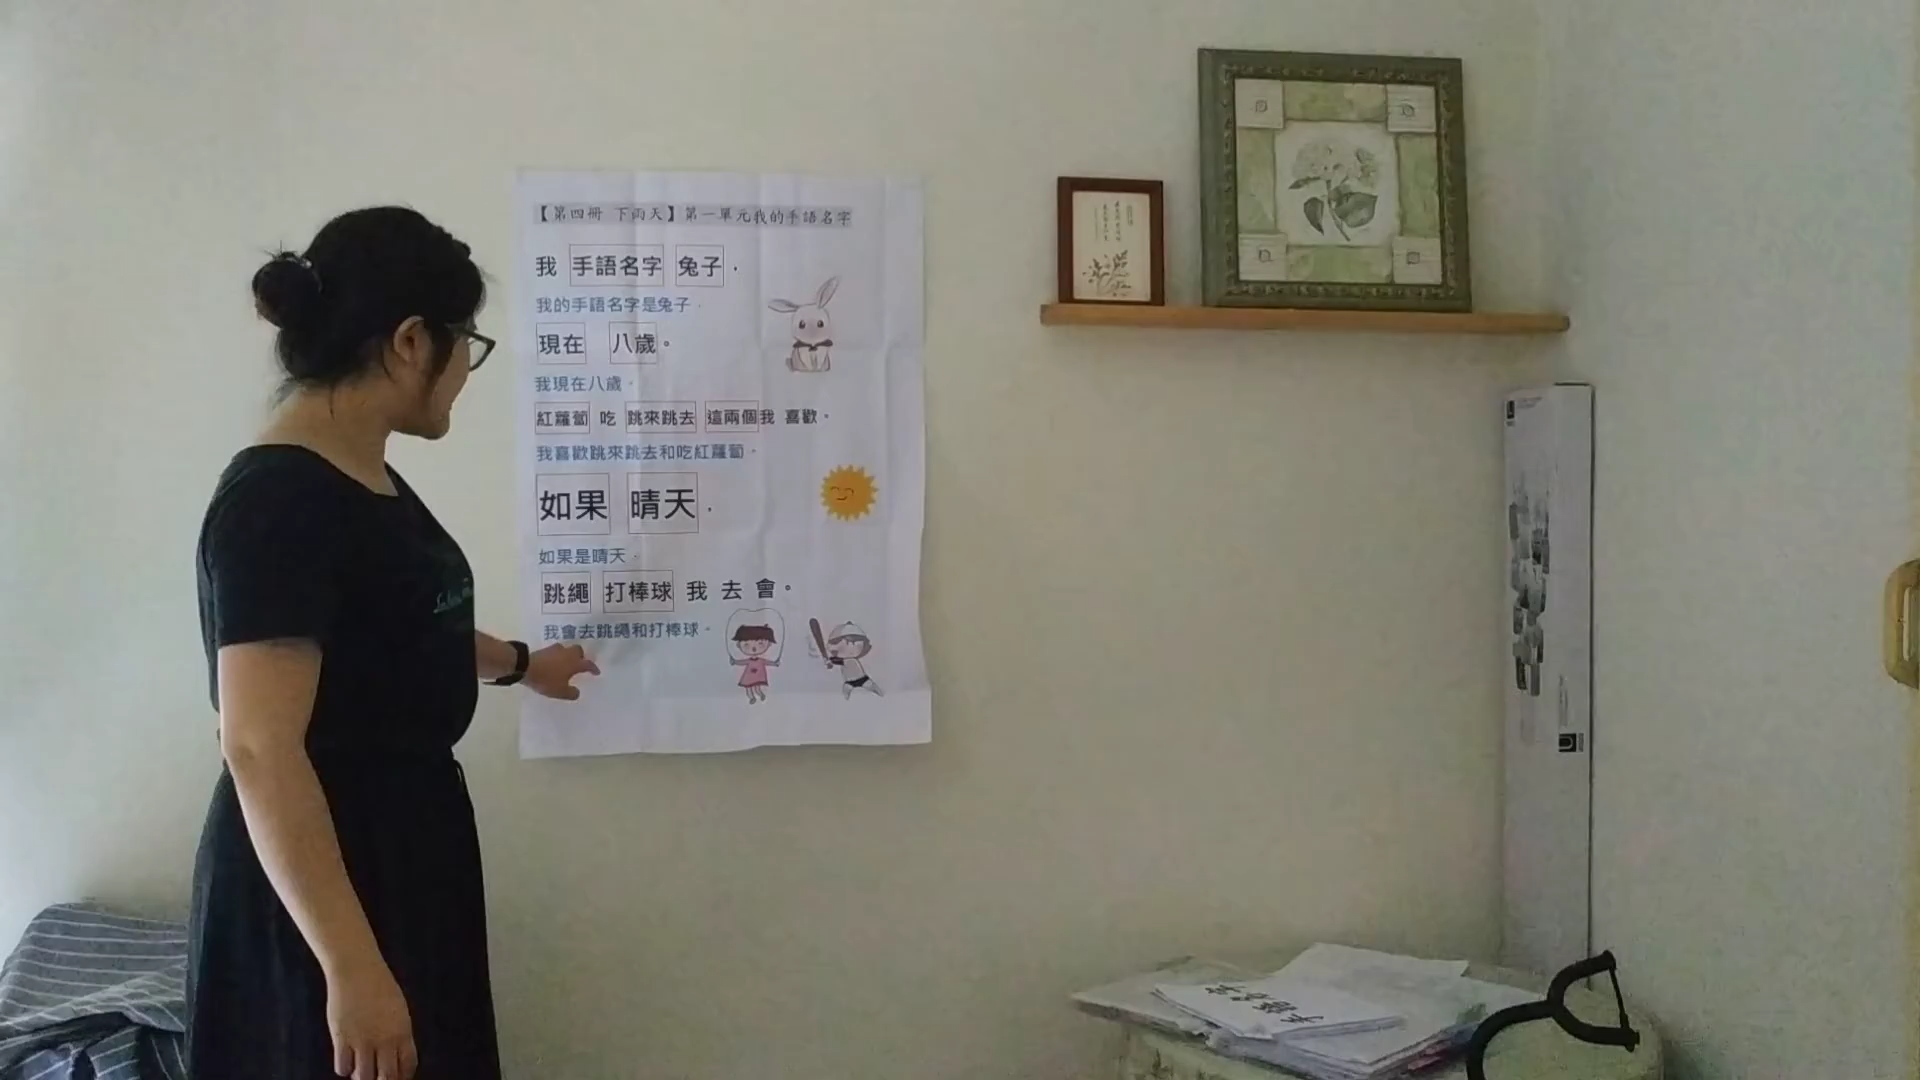 【第四冊 下雨天】第一單元我的手語名字
我 手語名字 兔子，
我的手語名字是兔子，
現在 八歲。
我現在八歲。
紅蘿蔔 吃 跳來跳去 這兩個我 喜歡。
我喜歡跳來跳去和吃紅蘿蔔。
如果 晴天，
如果是晴天，
跳繩 打棒球 我 去 會。
我會去跳繩和打棒球。
手語名字